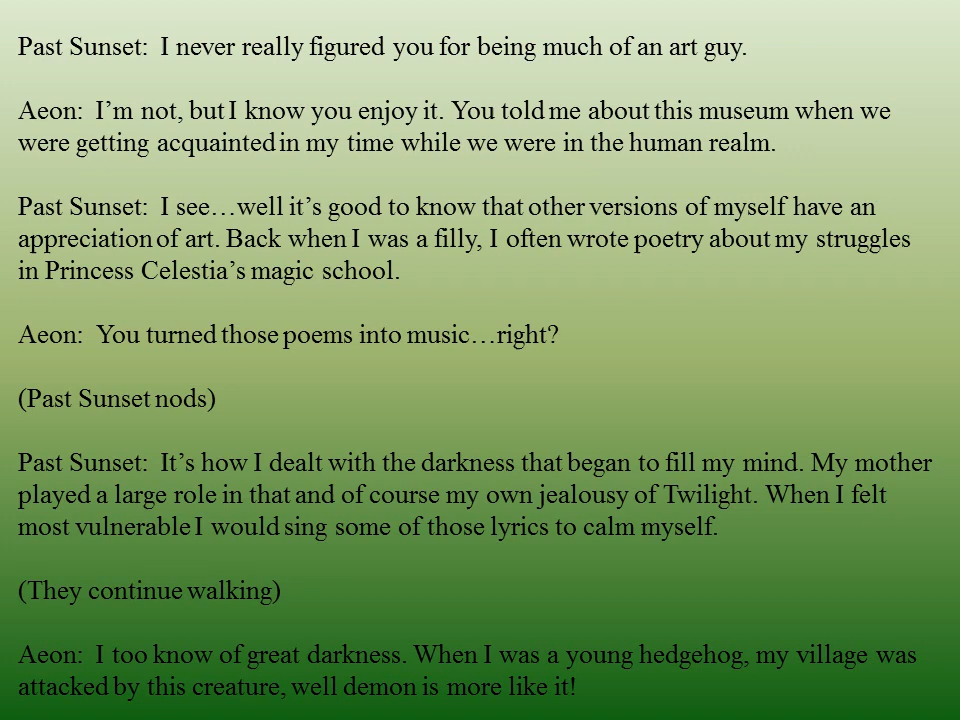 Past Sunset:  I never really figured you for being much of an art guy.
Aeon:  I’m not, but I know you enjoy it. You told me about this museum when we
were getting acquainted in my time while we were in the human realm.
Past Sunset:  I see…well it’s good to know that other versions of myself have an
appreciation of art. Back when I was a filly, I often wrote poetry about my struggles
in Princess Celestia’s magic school.
Aeon:  You turned those poems into music…right?
(Past Sunset nods)
Past Sunset:  It’s how I dealt with the darkness that began to fill my mind. My mother
played a large role in that and of course my own jealousy of Twilight. When I felt
most vulnerable I would sing some of those lyrics to calm myself.
(They continue walking)
Aeon:  I too know of great darkness. When I was a young hedgehog, my village was
attacked by this creature, well demon is more like it!